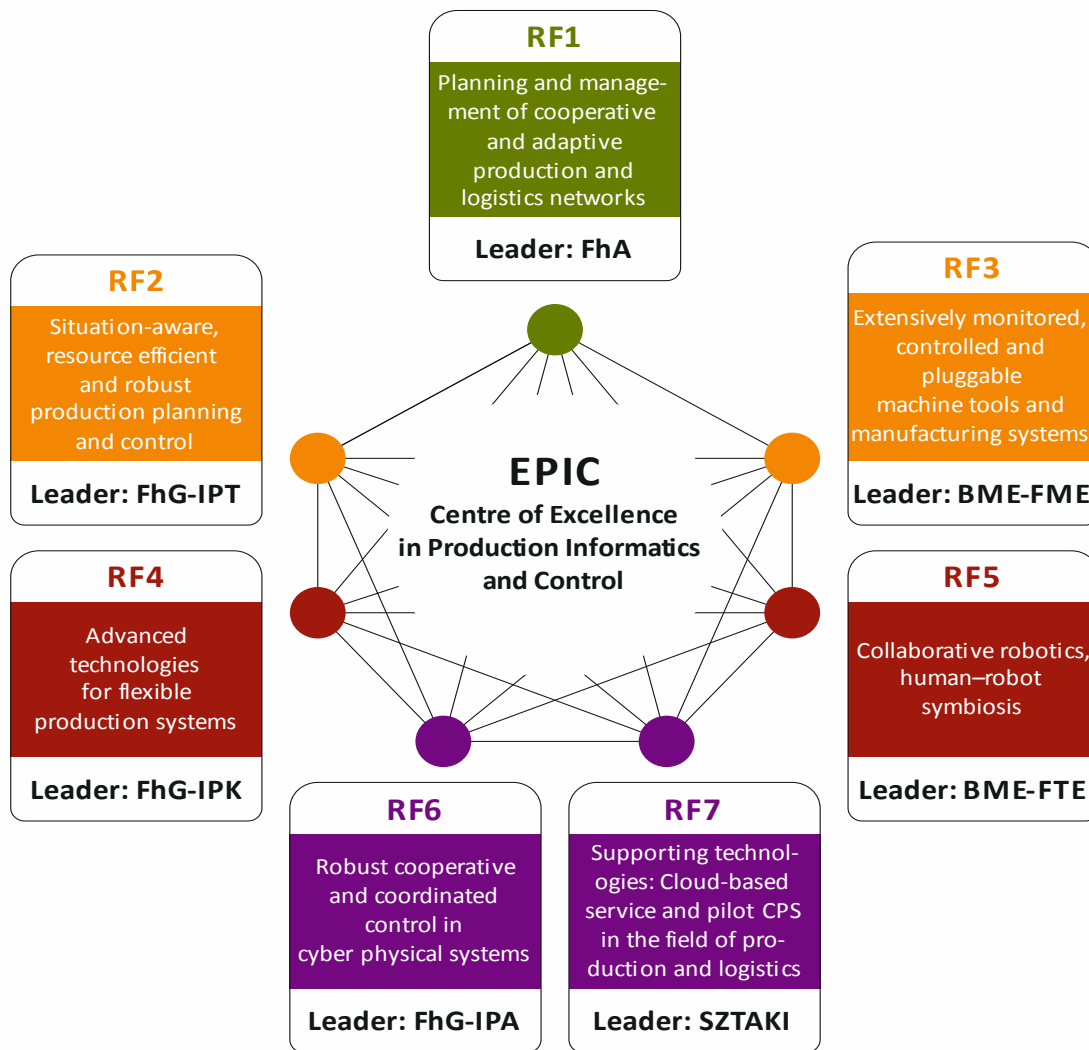 RF1
Planning and manage-
ment of cooperative
and adaptive
production and
logistics networks
Leader: FhA
RF2
Situation-aware,
resource efficient
and robust
production planning
and control
Leader: FhG-IPT
RF3
Extensively monitored,
controlled and
pluggable
machine tools and
manufacturing systems
Leader: BME-FME
EPIC
Centre of Excellence
in Production Informatics
and Control
RF4
Advanced
technologies
for flexible
production systems
Leader: FhG-IPK
RF5
Collaborative robotics,
human–robot
symbiosis
Leader: BME-FTE
RF6
Robust cooperative
and coordinated
control in
cyber physical systems
Leader: FhG-IPA
RF7
Supporting technol-
ogies: Cloud-based
service and pilot CPS
in the field of pro-
duction and logistics
Leader: SZTAKI